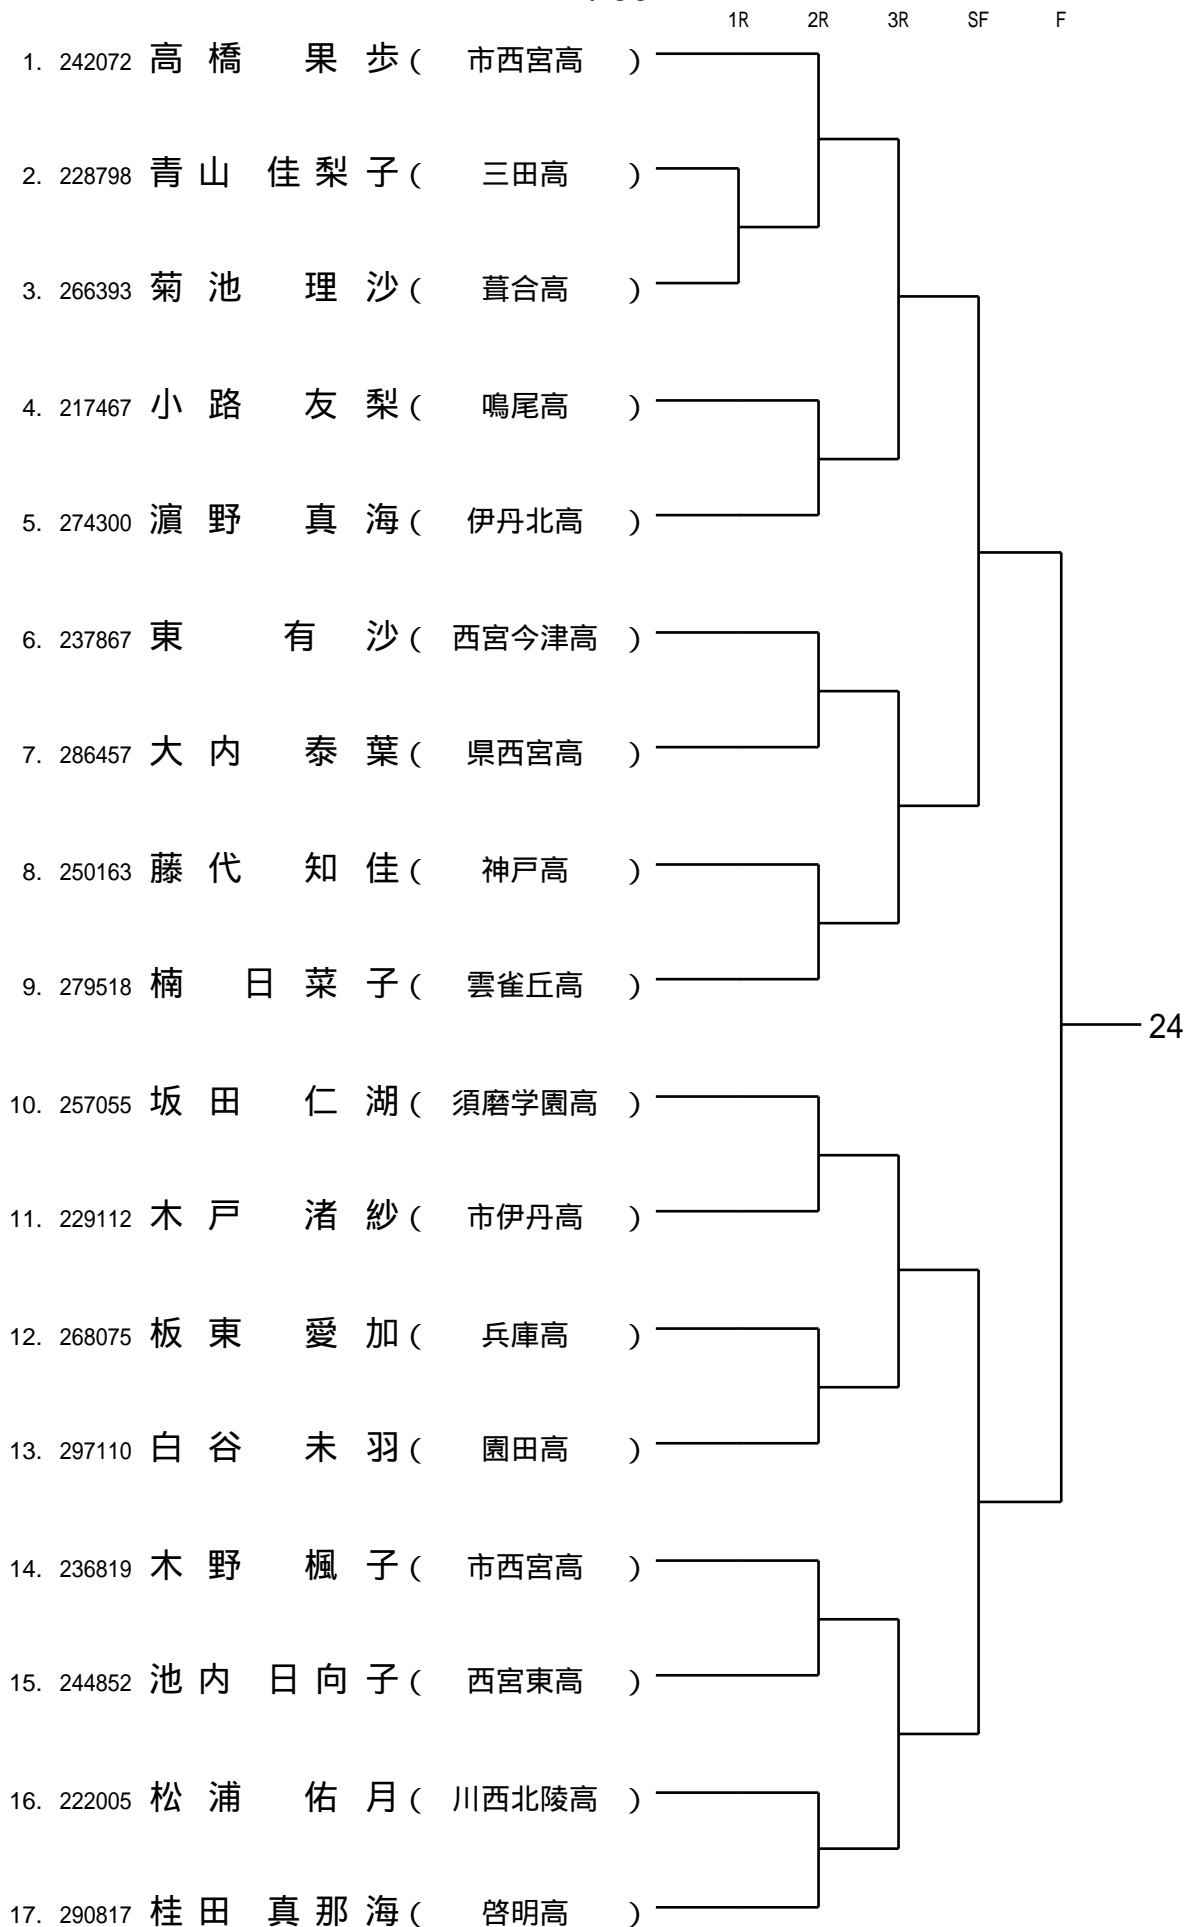 1R 2R 3R SF F
1. 242072 高橋 果歩 ( 市西宮高 )
2. 228798 青山 佳梨子 ( 三田高 )
3. 266393 菊池 理沙 ( 葺合高 )
4. 217467 小路 友梨 ( 鳴尾高 )
5. 274300 濵野 真海 ( 伊丹北高 )
6. 237867 東 有沙 ( 西宮今津高 )
7. 286457 大内 泰葉 ( 県西宮高 )
8. 250163 藤代 知佳 ( 神戸高 )
9. 279518 楠 日菜子 ( 雲雀丘高 )
24
10. 257055 坂田 仁湖 ( 須磨学園高 )
11. 229112 木戸 渚紗 ( 市伊丹高 )
12. 268075 板東 愛加 ( 兵庫高 )
13. 297110 白谷 未羽 ( 園田高 )
14. 236819 木野 楓子 ( 市西宮高 )
15. 244852 池内 日向子 ( 西宮東高 )
16. 222005 松浦 佑月 ( 川西北陵高 )
17. 290817 桂田 真那海 ( 啓明高 )